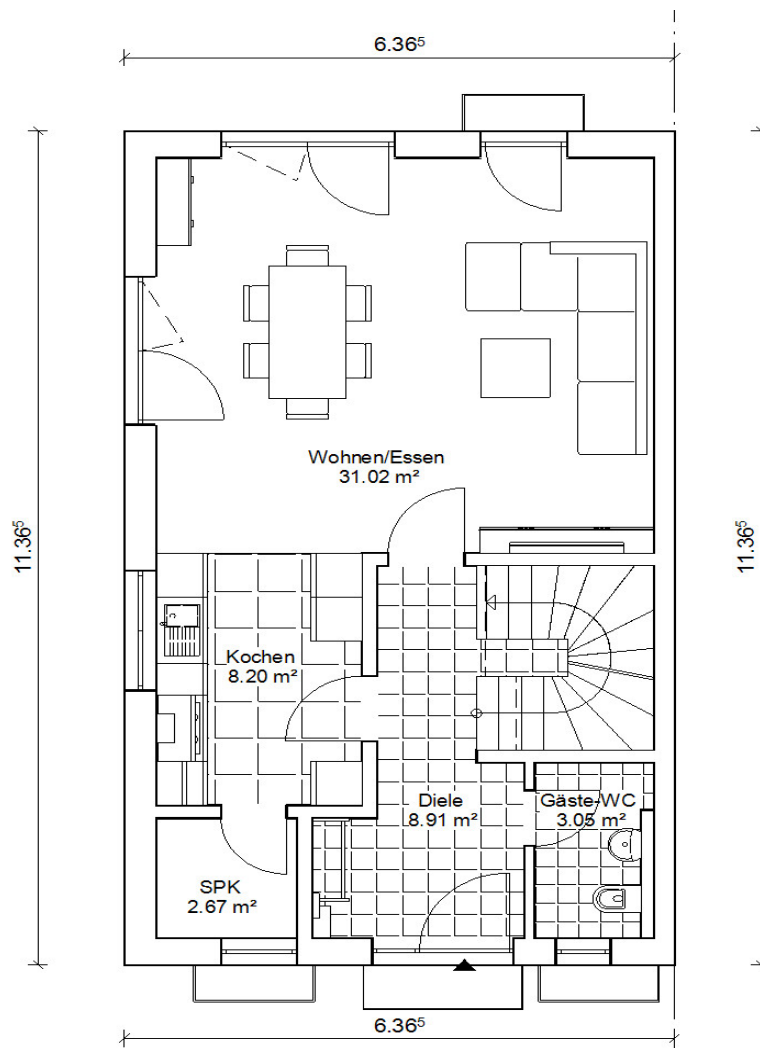 6.36⁵
Wohnen/Essen
31.02 m²
11.36⁵
11.36⁵
Kochen
8.20 m²
Diele
8.91 m²
Gäste-WC
3.05 m²
SPK
2.67 m²
6.36⁵